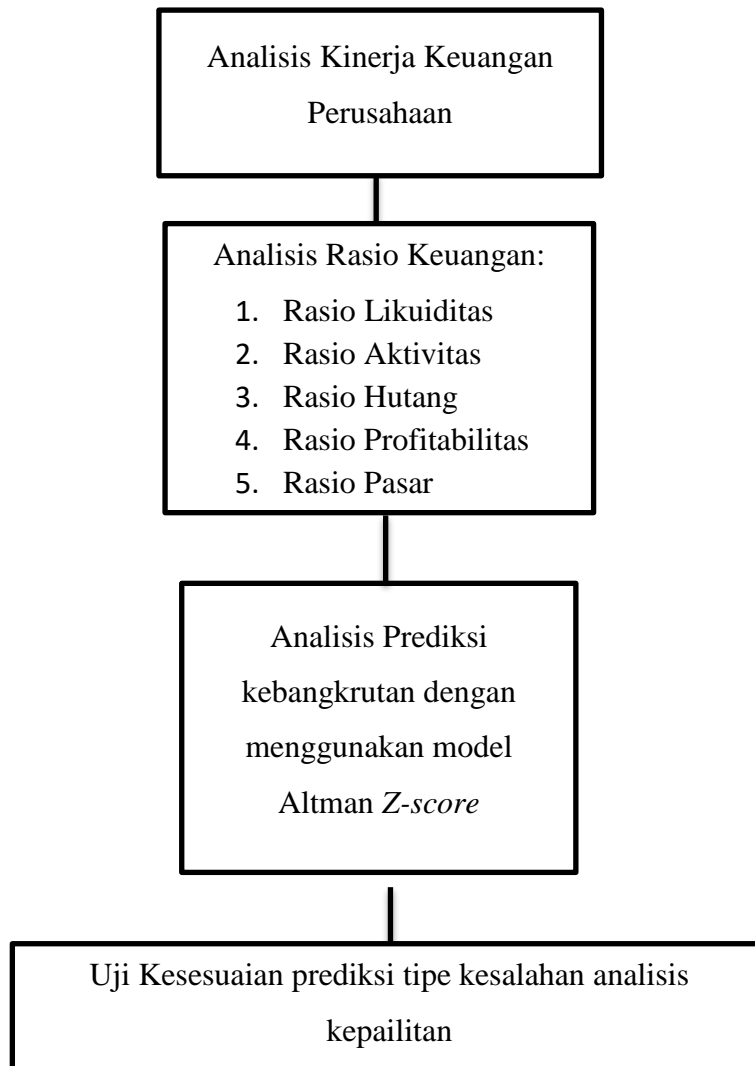 Analisis Kinerja Keuangan
Perusahaan
Analisis Rasio Keuangan:
1. Rasio Likuiditas
2. Rasio Aktivitas
3. Rasio Hutang
4. Rasio Profitabilitas
5. Rasio Pasar
Analisis Prediksi
kebangkrutan dengan
menggunakan model
Altman Z-score
Uji Kesesuaian prediksi tipe kesalahan analisis
kepailitan